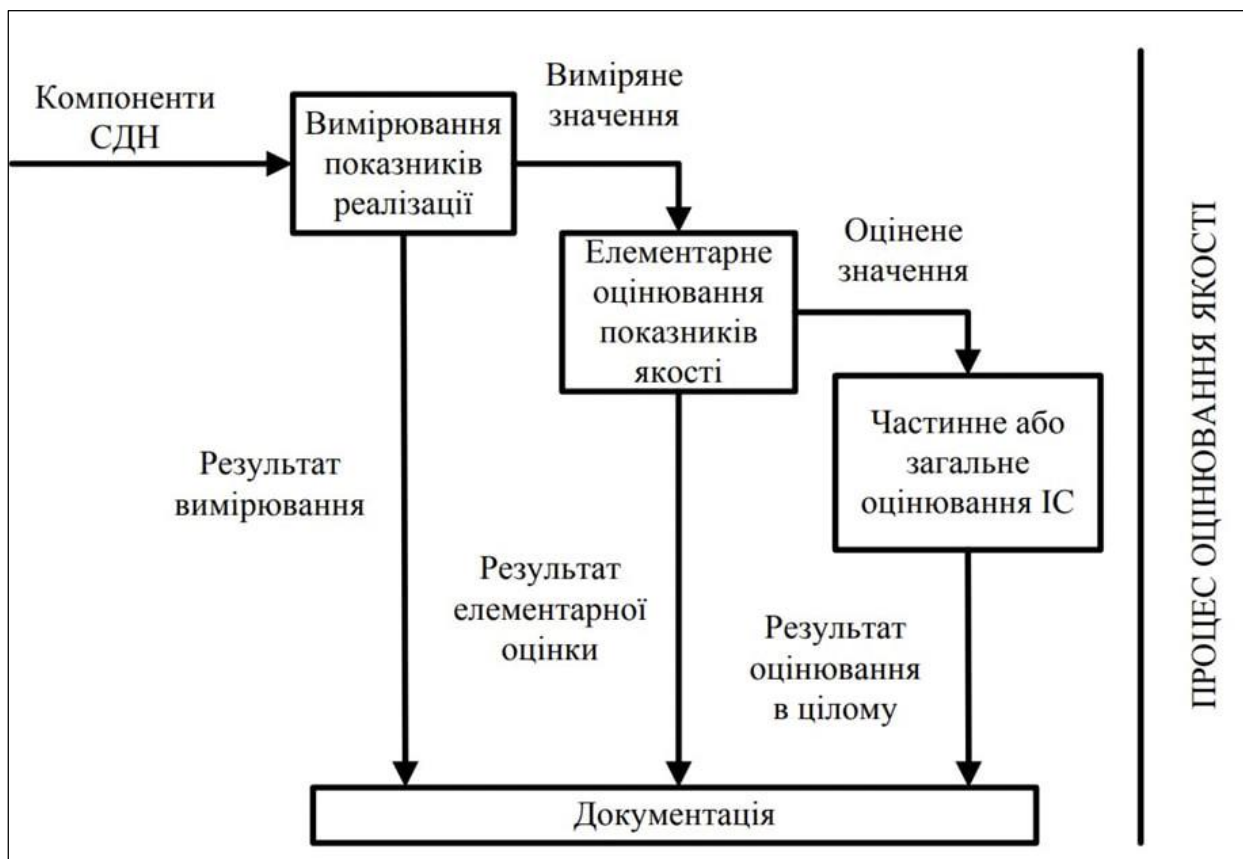 Компоненти
СДН
Вимірювання
показників
реалізації
Виміряне
значення
Елементарне
оцінювання
показників
якості
Оцінене
значення
Частинне або
загальне
оцінювання ІС
Результат
вимірювання
Результат
елементарної
оцінки
Результат
оцінювання
в цілому
Документація
ПРОЦЕС ОЦІНЮВАННЯ ЯКОСТІ